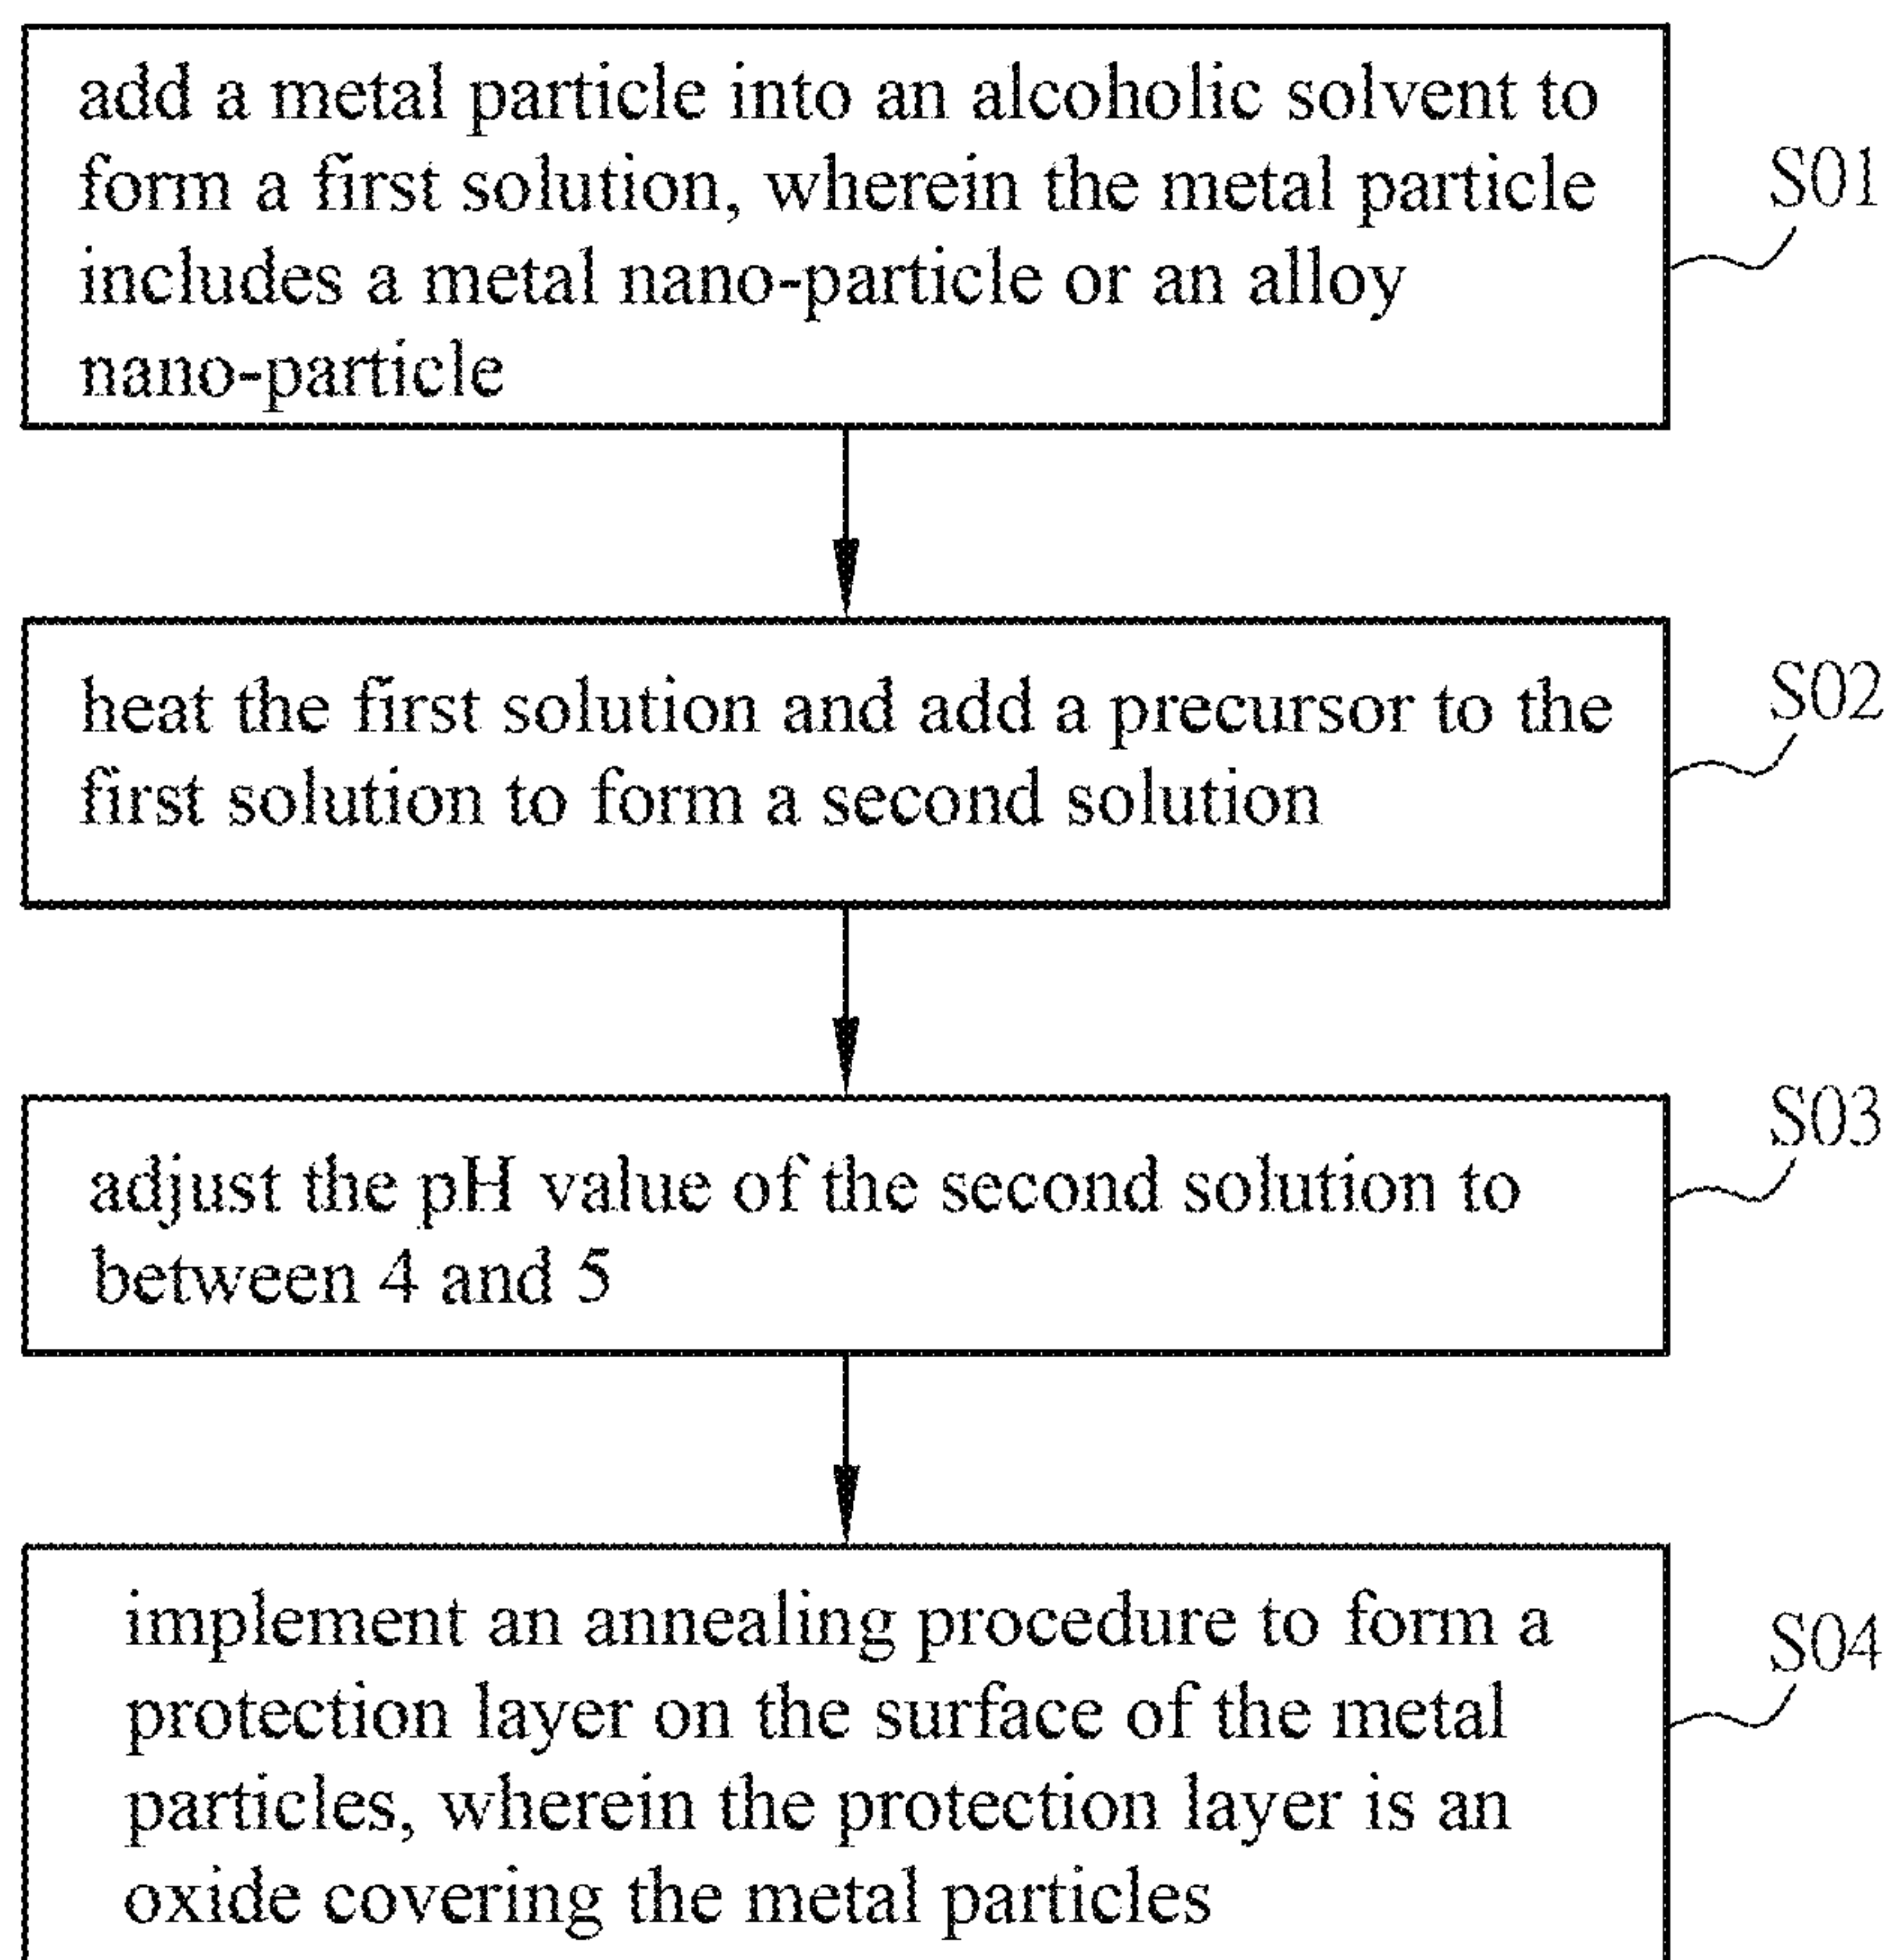 add a metal particle into an alcoholic solvent to
form a first solution, wherein the metal particle
includes a metal nano-particle or an alloy
nano-particle
S01
heat the first solution and add a precursor to the
first solution to form a second solution
S02
adjust the pH value of the second solution to
between 4 and 5
S03
implement an annealing procedure to form a
protection layer on the surface of the metal
particles, wherein the protection layer is an
oxide covering the metal particles
S04